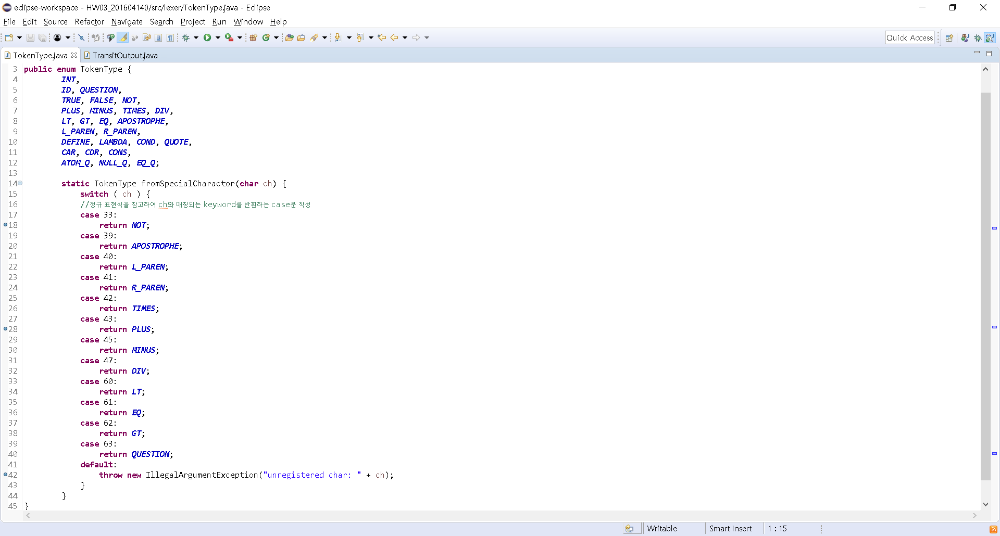 eclipse-workspace - HW03_201604140/src/lexer/TokenType.java - Eclipse
File Edit Source Refactor Navigate Search Project Run Window Help
Quick Access
TokenType.java TransitOutput.java
3 public enum TokenType {
4 INT,
5 ID, QUESTION,
6 TRUE, FALSE, NOT,
7 PLUS, MINUS, TIMES, DIV,
8 LT, GT, EQ, APOSTROPHE,
9 L_PAREN, R_PAREN,
10 DEFINE, LAMBDA, COND, QUOTE,
11 CAR, CDR, CONS,
12 ATOM_Q, NULL_Q, EQ_Q;
13
14 static TokenType fromSpecialCharactor(char ch) {
15 switch ( ch ) {
16 //정규 표현식을 참고하여 ch와 매칭되는 keyword를 반환하는 case문 작성
17 case 33:
18 return NOT;
19 case 39:
20 return APOSTROPHE;
21 case 40:
22 return L_PAREN;
23 case 41:
24 return R_PAREN;
25 case 42:
26 return TIMES;
27 case 43:
28 return PLUS;
29 case 45:
30 return MINUS;
31 case 47:
32 return DIV;
33 case 60:
34 return LT;
35 case 61:
36 return EQ;
37 case 62:
38 return GT;
39 case 63:
40 return QUESTION;
41 default:
42 throw new IllegalArgumentException("unregistered char: " + ch);
43 }
44 }
45 }
Writable Smart Insert 1 : 15